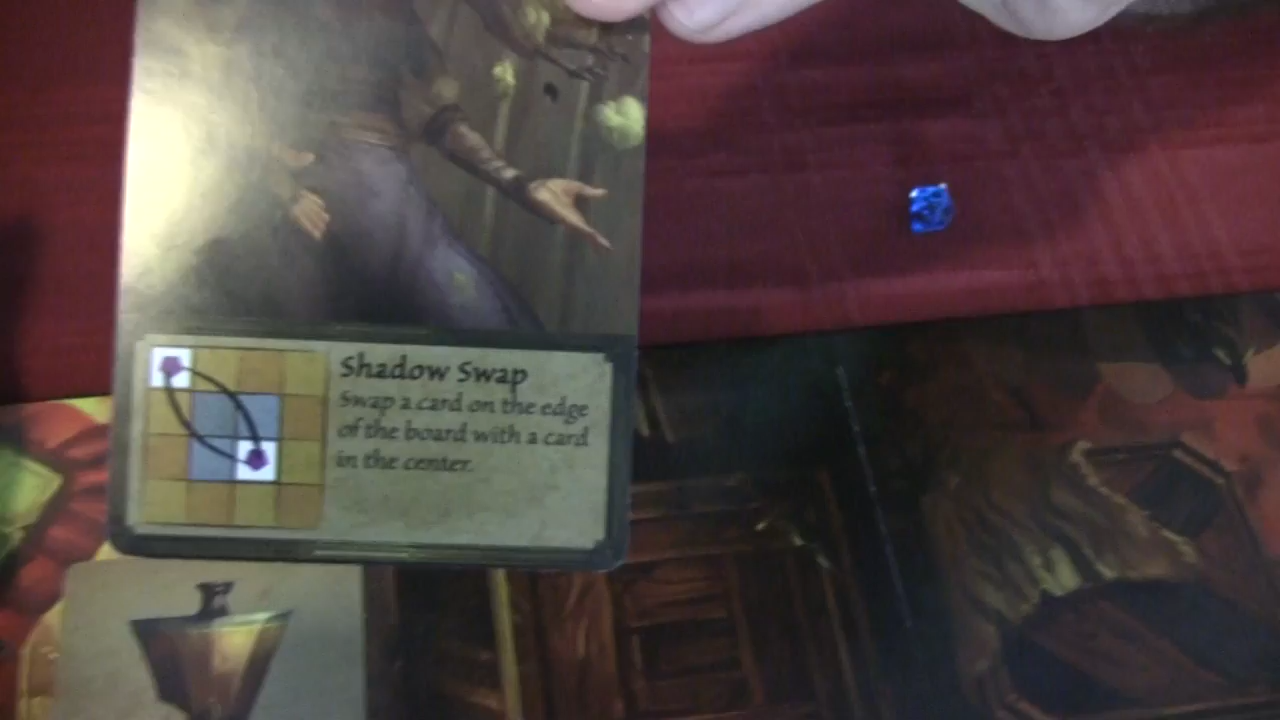 Shadow Swap
Swap a card on the edge
of the board with a card
in the center.